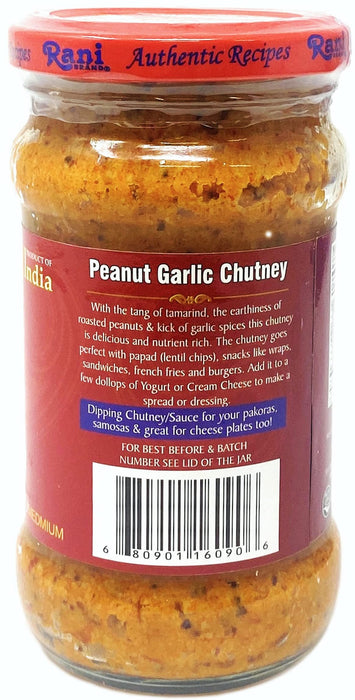 Rani
BRAND®
Authentic Recipes
Rani
BRAND
PRODUCT OF
India
Peanut Garlic Chutney
With the tang of tamarind, the earthiness of
roasted peanuts & kick of garlic spices this chutney
is delicious and nutrient rich. The chutney goes
perfect with papad (lentil chips), snacks like wraps,
sandwiches, french fries and burgers. Add it to a
few dollops of Yogurt or Cream Cheese to make a
spread or dressing.
Dipping Chutney/Sauce for your pakoras,
samosas & great for cheese plates too!
FOR BEST BEFORE & BATCH
NUMBER SEE LID OF THE JAR
6 80901 16090 6
MEDMIUM